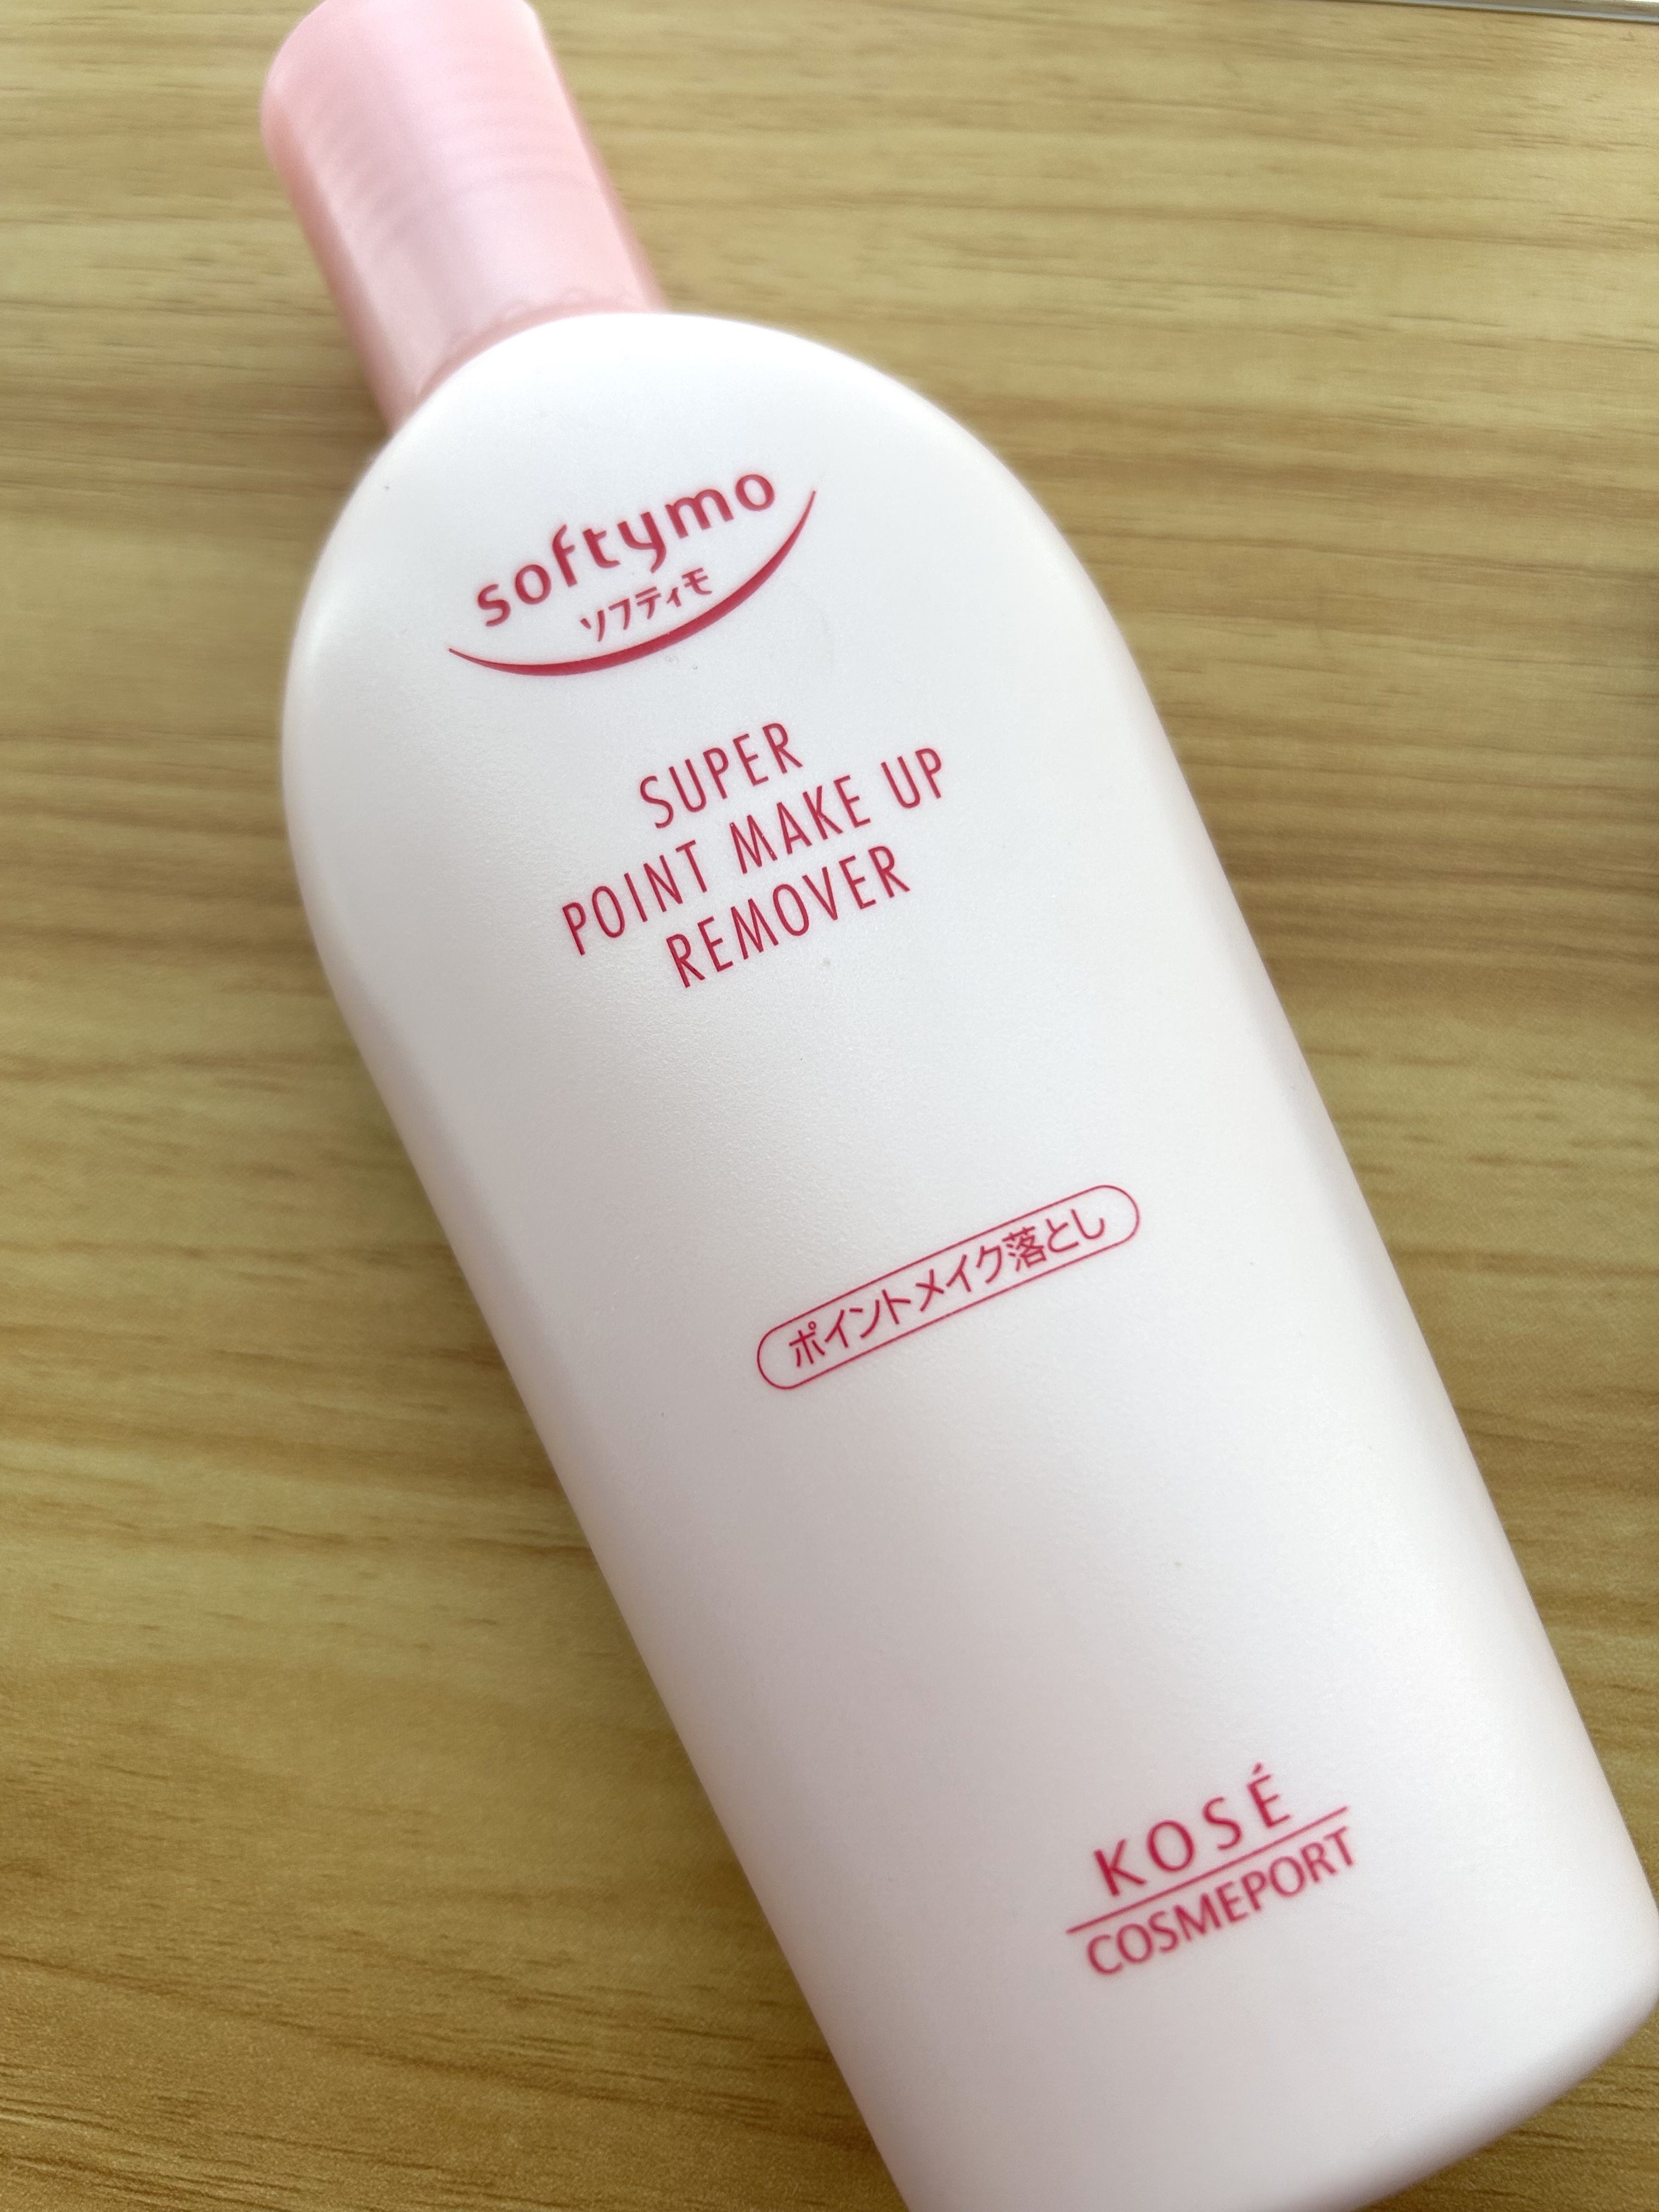 softymo
ソフティモ
SUPER
POINT MAKE UP
REMOVER
ポイントメイク落とし
KOSÉ
COSMEPORT